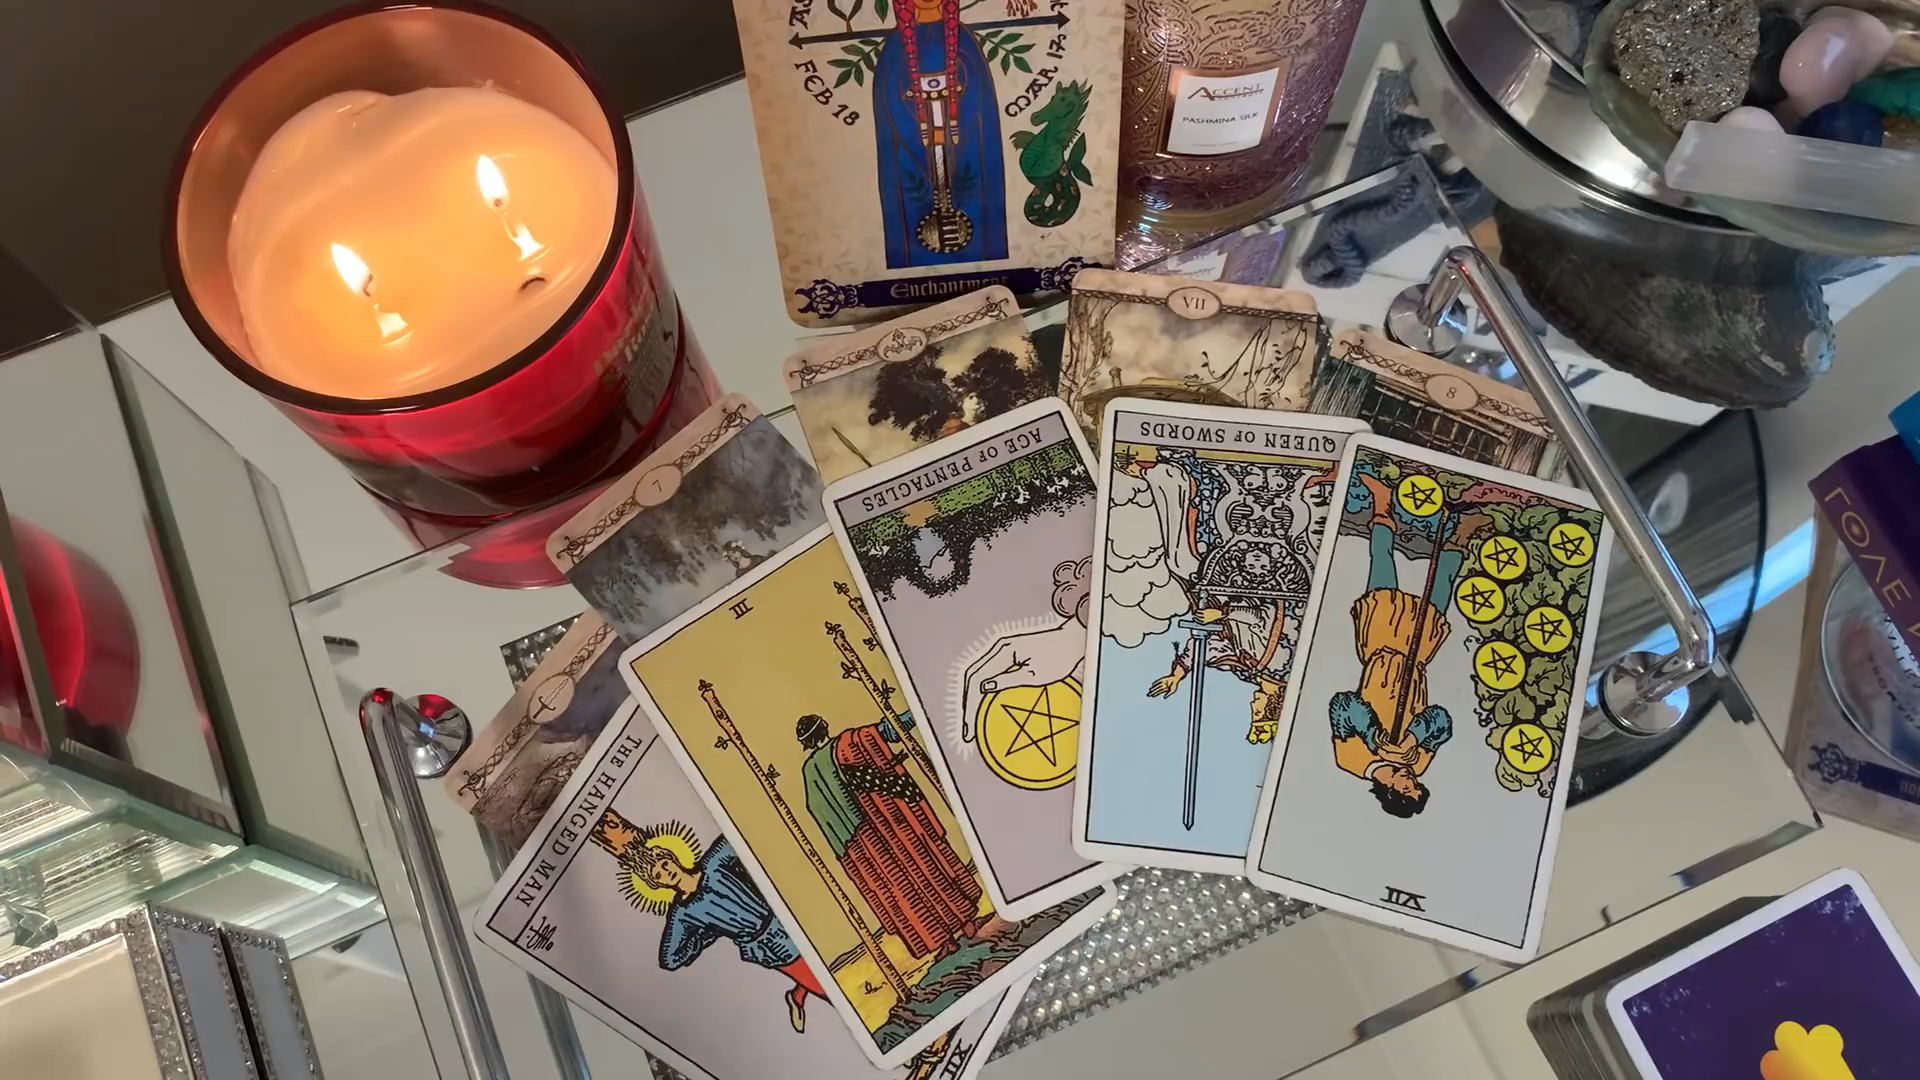 FEB 18
MAR 17
Enchantment
ACCENT
PASHMINA SILK
VII
8
7
ACE OF PENTACLES
QUEEN OF SWORDS
III
THE HANGED MAN
VII
XII